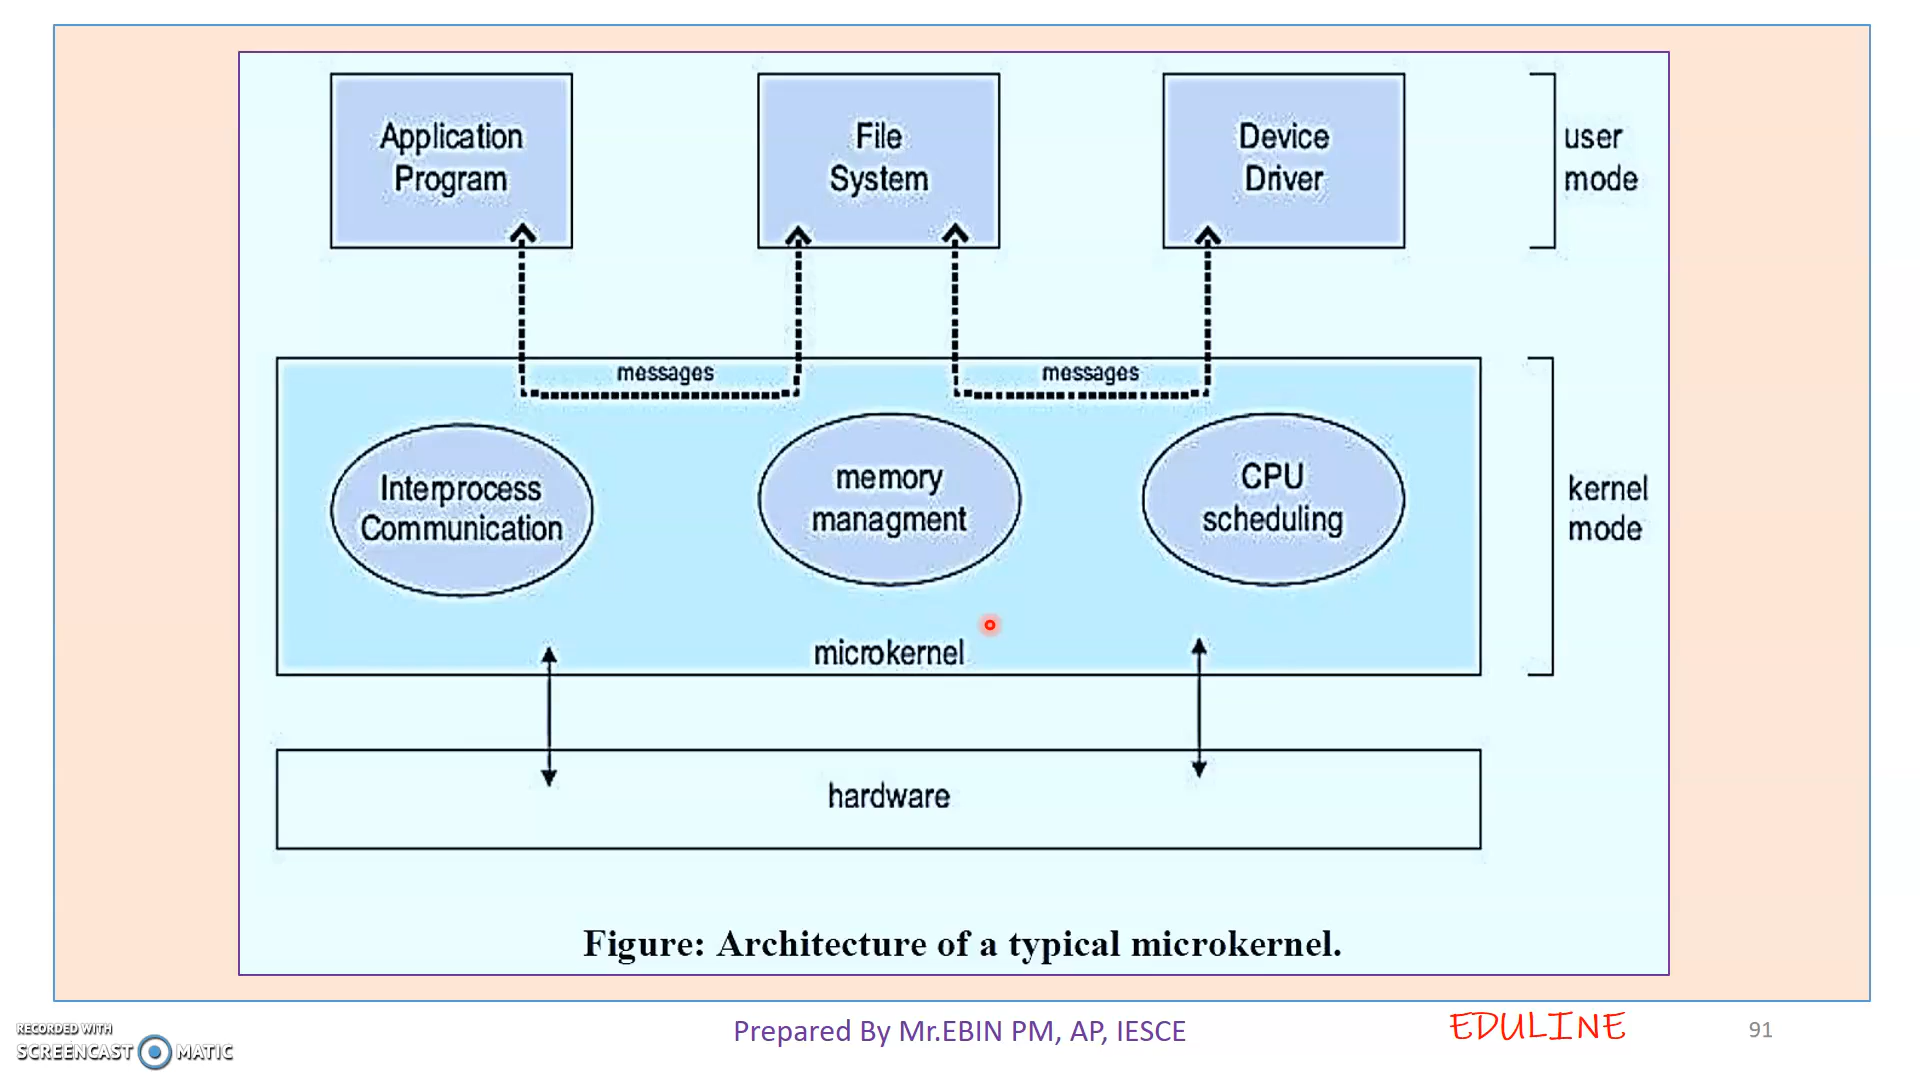 Application
Program
File
System
Device
Driver
user
mode
messages
messages
Interprocess
Communication
memory
managment
CPU
scheduling
kernel
mode
microkernel
hardware
Figure: Architecture of a typical microkernel.
RECORDED WITH
SCREENCAST MATIC
Prepared By Mr.EBIN PM, AP, IESCE
EDULINE
91